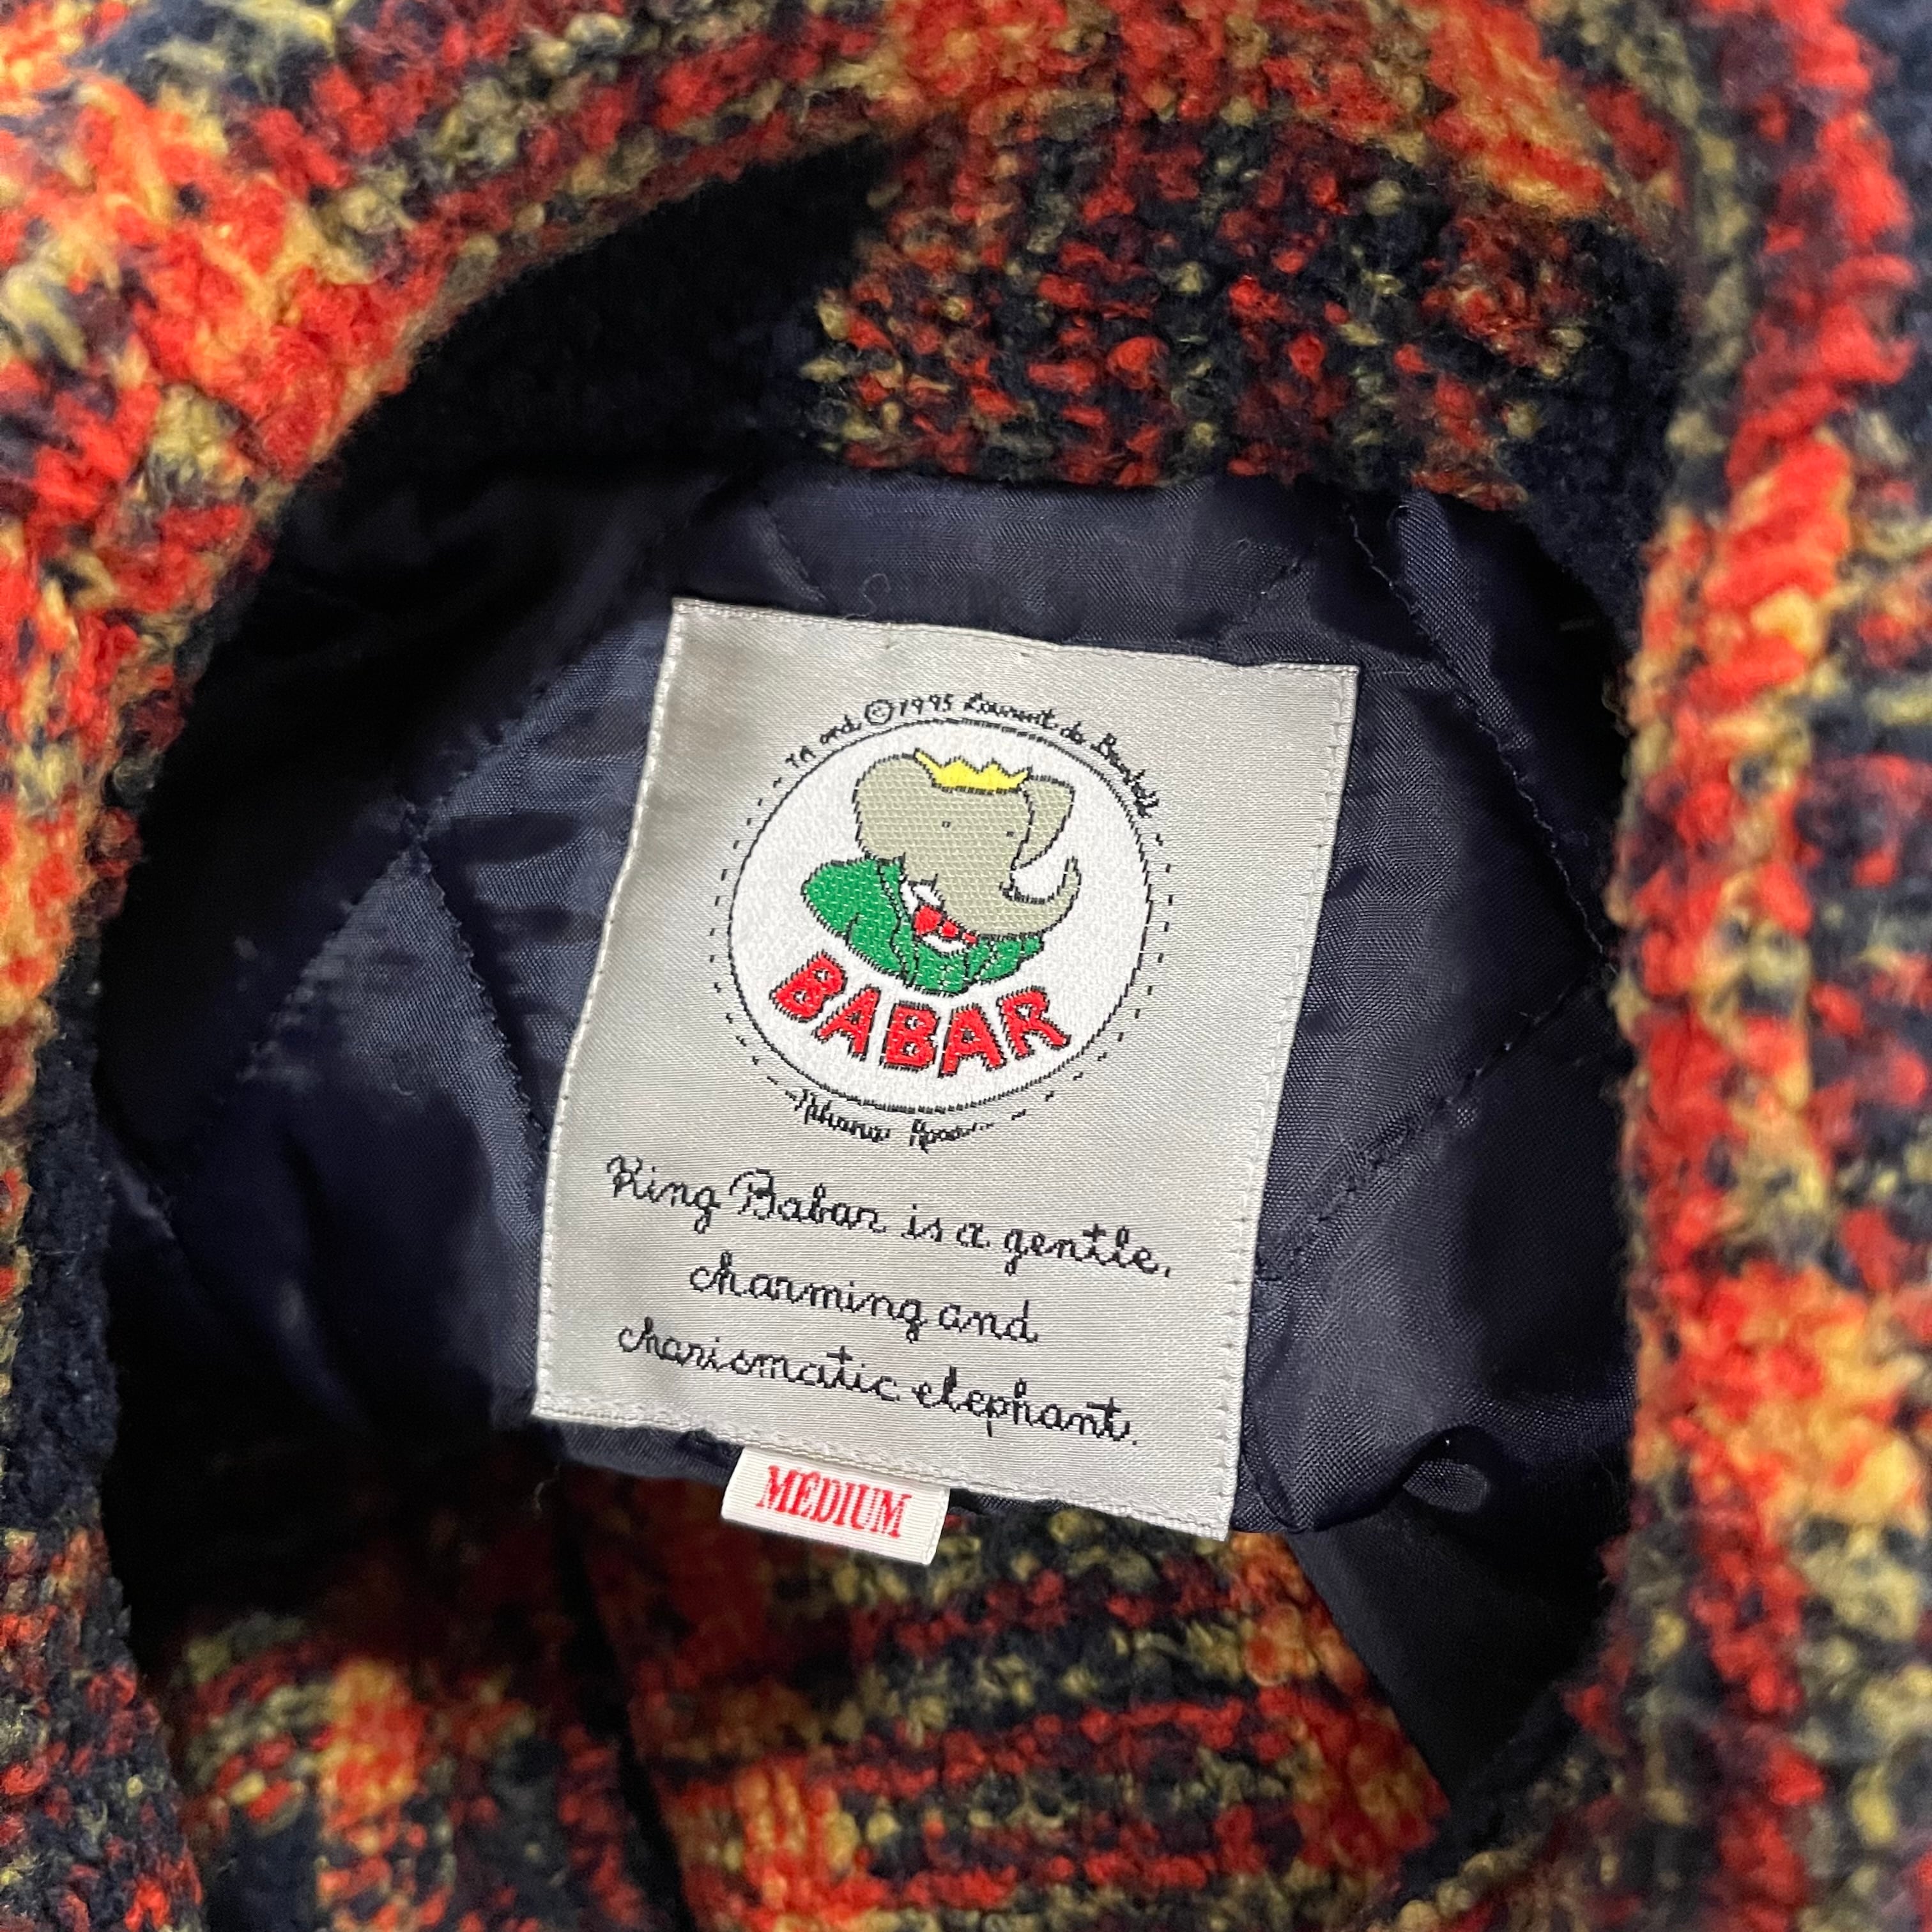 TM and ©1995 Laurent de Brunhoff
BABAR
King Babar is a gentle,
charming and
charismatic elephant.
MEDIUM